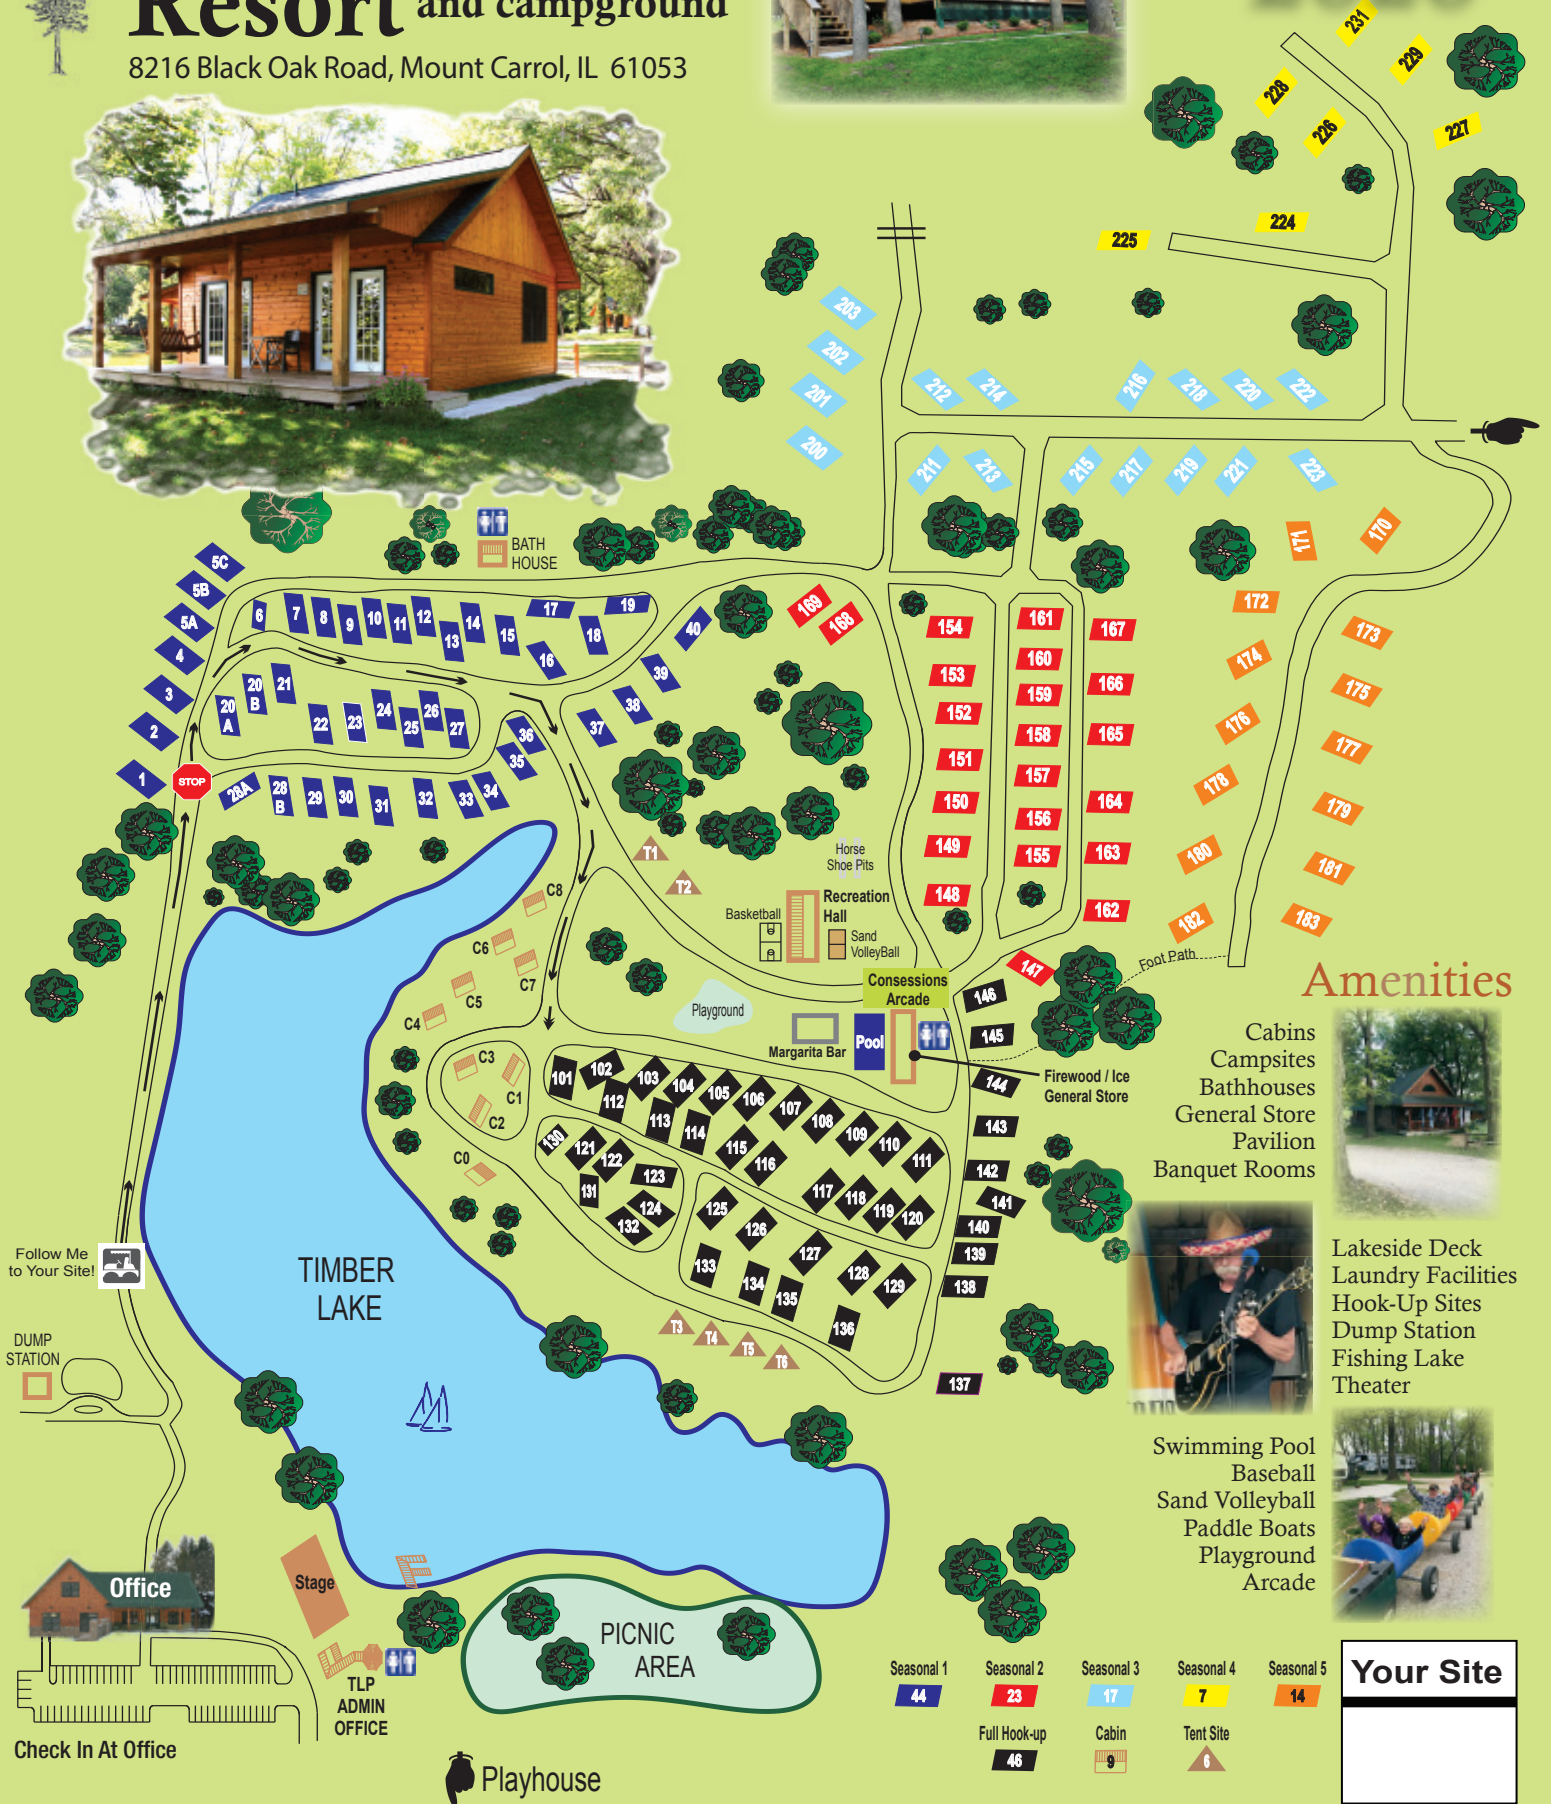 Resort and campground
8216 Black Oak Road, Mount Carrol, IL 61053
231
229
228
226
227
224
225
203
202
201
200
212
214
216
218
220
222
211
213
215
217
219
221
223
171
170
172
173
174
175
176
177
178
179
180
181
182
183
BATH
HOUSE
5C
5B
5A
4
3
2
1
STOP
6
7
8
9
10
11
12
13
14
15
16
17
18
19
20
A
20
B
21
22
23
24
25
26
27
28A
28
B
29
30
31
32
33
34
35
36
37
38
39
40
169
168
154
153
152
151
150
149
148
161
160
159
158
157
156
155
167
166
165
164
163
162
147
T1
T2
Horse
Shoe Pits
Recreation
Hall
Basketball
Sand
VolleyBall
Consessions
Arcade
Playground
Margarita Bar
Pool
Firewood / Ice
General Store
Foot Path
C8
C6
C7
C5
C4
C3
C1
C2
C0
146
145
144
143
142
141
140
139
138
137
101
102
103
104
105
106
107
108
109
110
111
112
113
114
115
116
117
118
119
120
130
121
122
123
131
124
132
125
126
127
128
129
133
134
135
136
T3
T4
T5
T6
Amenities
Cabins
Campsites
Bathhouses
General Store
Pavilion
Banquet Rooms
Lakeside Deck
Laundry Facilities
Hook-Up Sites
Dump Station
Fishing Lake
Theater
Swimming Pool
Baseball
Sand Volleyball
Paddle Boats
Playground
Arcade
Follow Me
to Your Site!
TIMBER
LAKE
DUMP
STATION
Office
Stage
TLP
ADMIN
OFFICE
Check In At Office
PICNIC
AREA
Playhouse
Seasonal 1
44
Seasonal 2
23
Seasonal 3
17
Seasonal 4
7
Seasonal 5
14
Full Hook-up
46
Cabin
9
Tent Site
6
Your Site